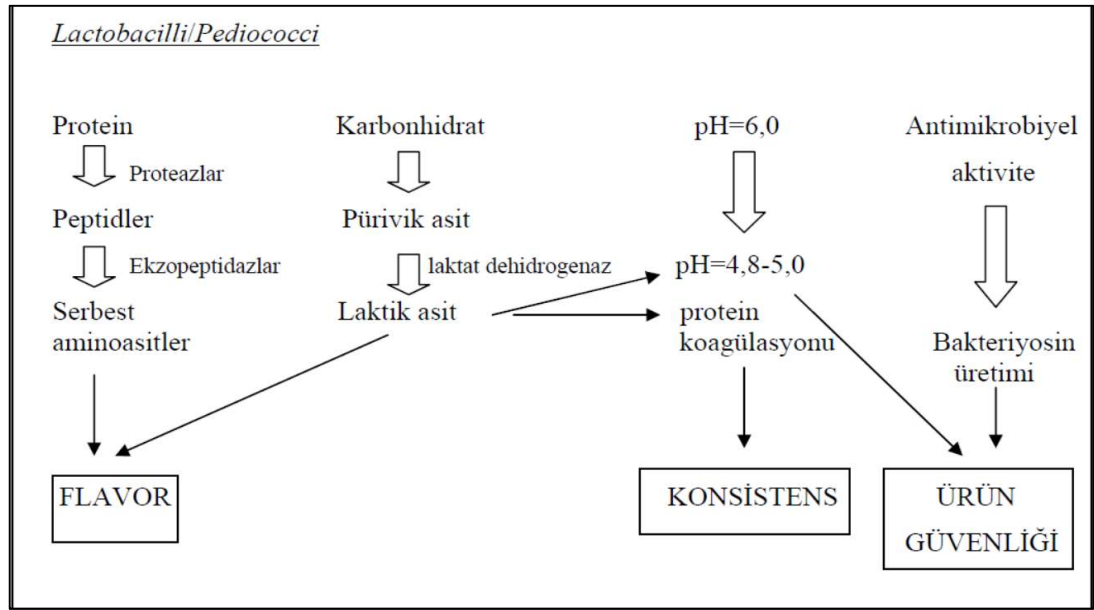 Lactobacilli/Pediococci
Protein
Proteazlar
Peptidler
Ekzopeptidazlar
Serbest
aminoasitler
FLAVOR
Karbonhidrat
Pürivik asit
laktat dehidrogenaz
Laktik asit
pH=6,0
pH=4,8-5,0
protein
koagülasyonu
KONSİSTENS
Antimikrobiyel
aktivite
Bakteriyosin
üretimi
ÜRÜN
GÜVENLİĞİ